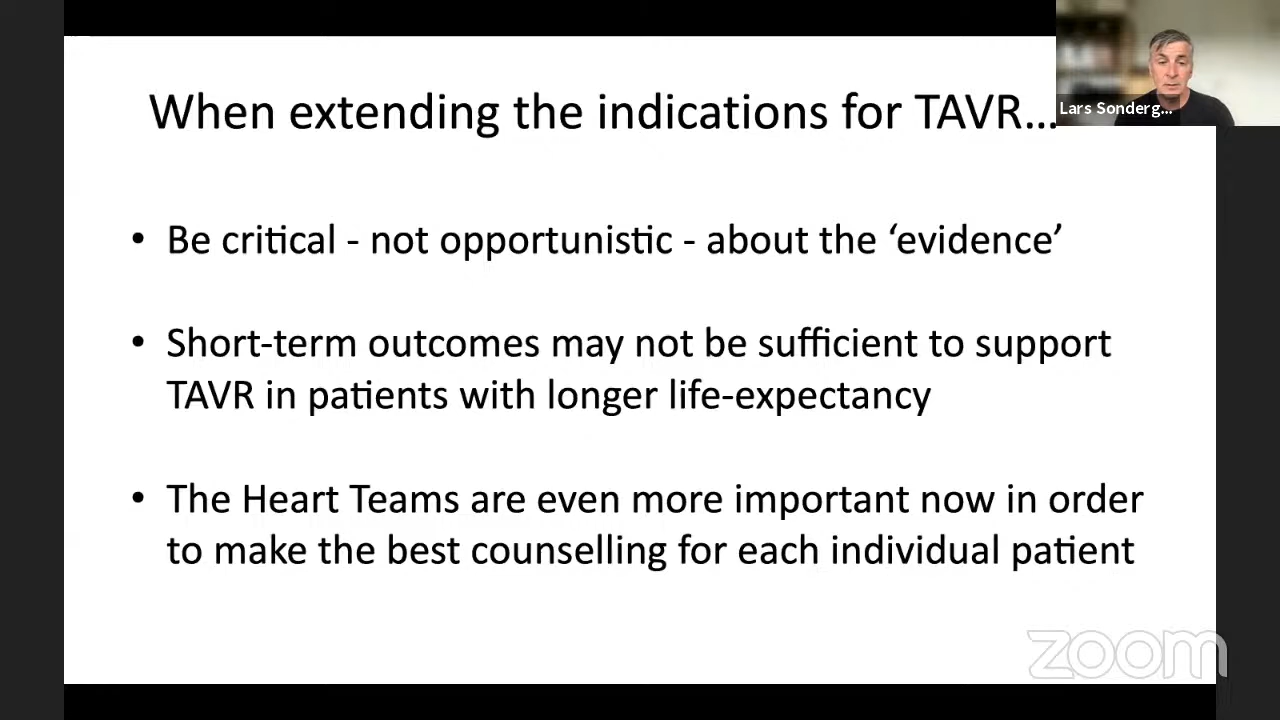 When extending the indications for TAVR...
Lars Sonderg...
• Be critical - not opportunistic - about the ‘evidence’
• Short-term outcomes may not be sufficient to support
TAVR in patients with longer life-expectancy
• The Heart Teams are even more important now in order
to make the best counselling for each individual patient
zoom